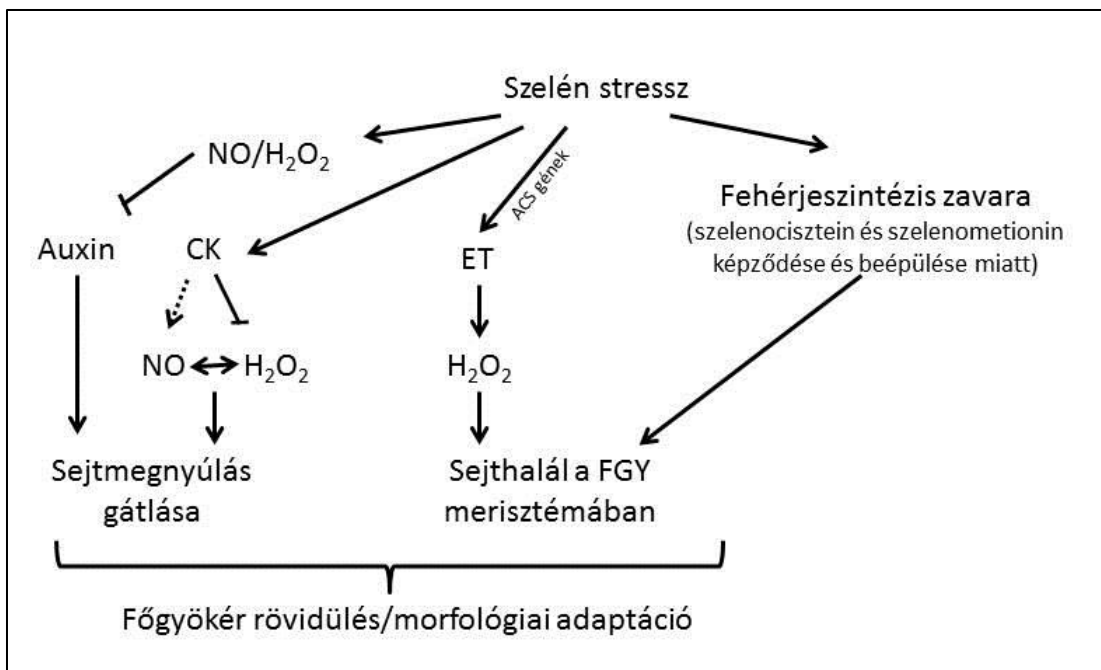 Szelén stressz
NO/H₂O₂
ACS gének
Fehérjeszintézis zavara
(szelenocisztein és szelenometionin
képződése és beépülése miatt)
Auxin
CK
ET
NO
H₂O₂
H₂O₂
Sejtmegnyúlás
gátlása
Sejthalál a FGY
merisztémában
Főgyökér rövidülés/morfológiai adaptáció